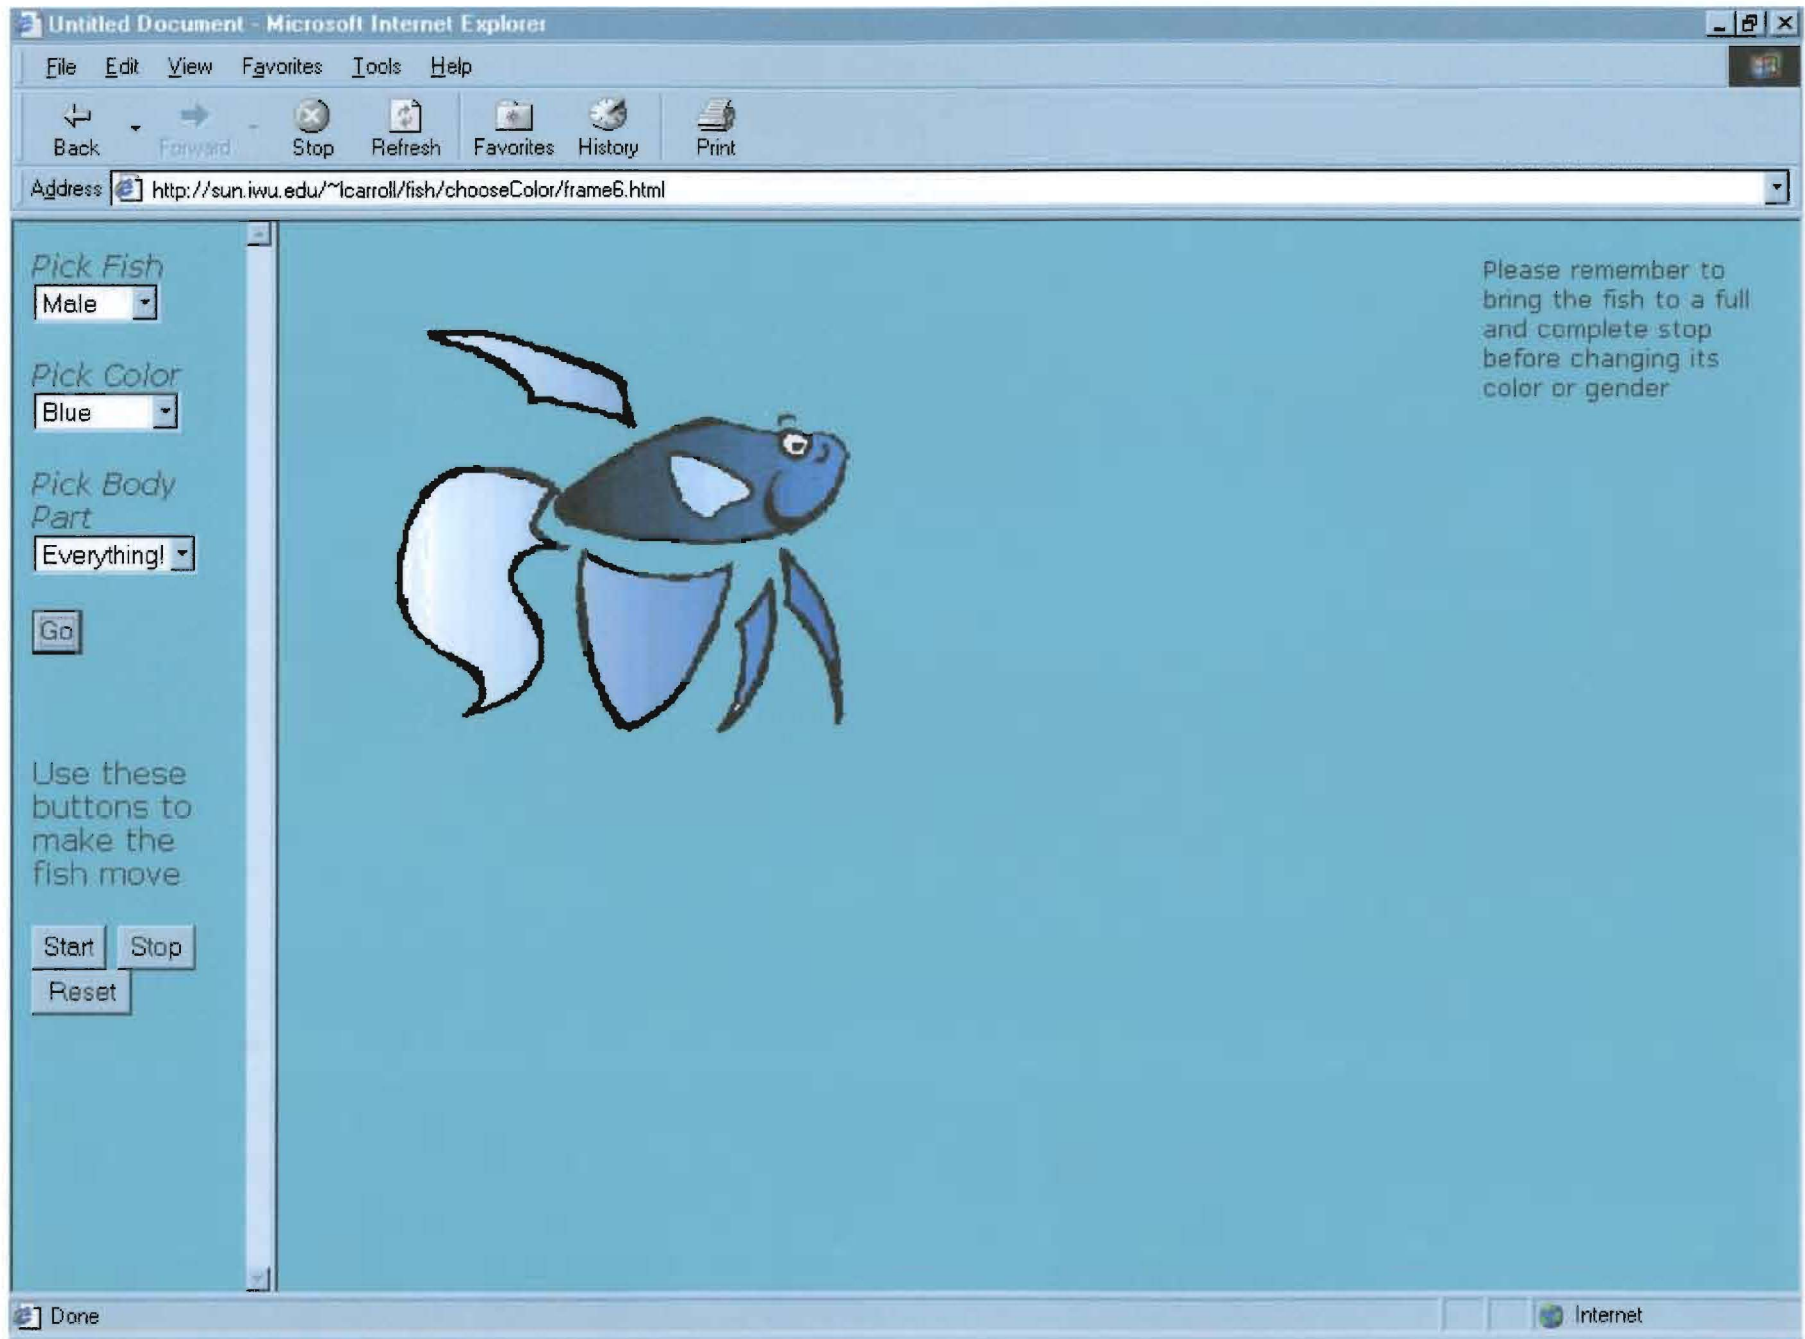 Untitled Document - Microsoft Internet Explorer
File Edit View Favorites Tools Help
Back Forward Stop Refresh Favorites History Print
Address http://sun.iwu.edu/~lcarroll/fish/chooseColor/frame6.html
Pick Fish
Male
Pick Color
Blue
Pick Body
Part
Everything!
Go
Use these
buttons to
make the
fish move
Start Stop
Reset
Please remember to
bring the fish to a full
and complete stop
before changing its
color or gender
Done
Internet